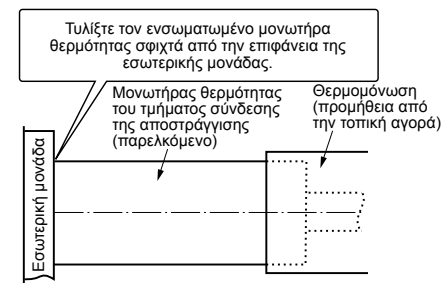 Τυλίξτε τον ενσωματωμένο μονωτήρα
θερμότητας σφιχτά από την επιφάνεια της
εσωτερικής μονάδας.
Μονωτήρας θερμότητας
του τμήματος σύνδεσης
της αποστράγγισης
(παρελκόμενο)
Θερμομόνωση
(προμήθεια από
την τοπική αγορά)
Εσωτερική μονάδα